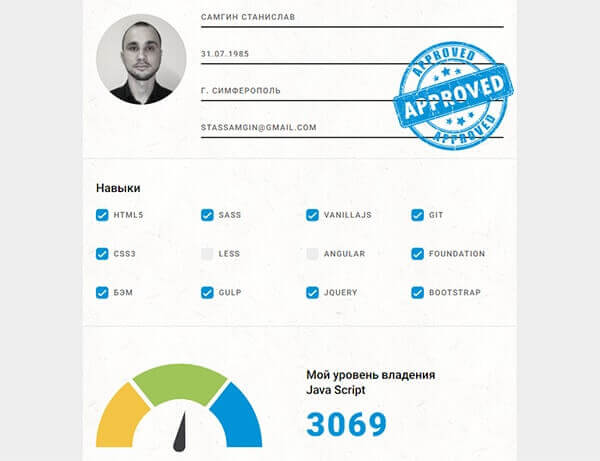 САМГИН СТАНИСЛАВ
31.07.1985
Г. СИМФЕРОПОЛЬ
STASSAMGIN@GMAIL.COM
APPROVED
APPROVED
APPROVED
Навыки
HTML5 SASS VANILLAJS GIT
CSS3 LESS ANGULAR FOUNDATION
БЭМ GULP JQUERY BOOTSTRAP
Мой уровень владения
Java Script
3069